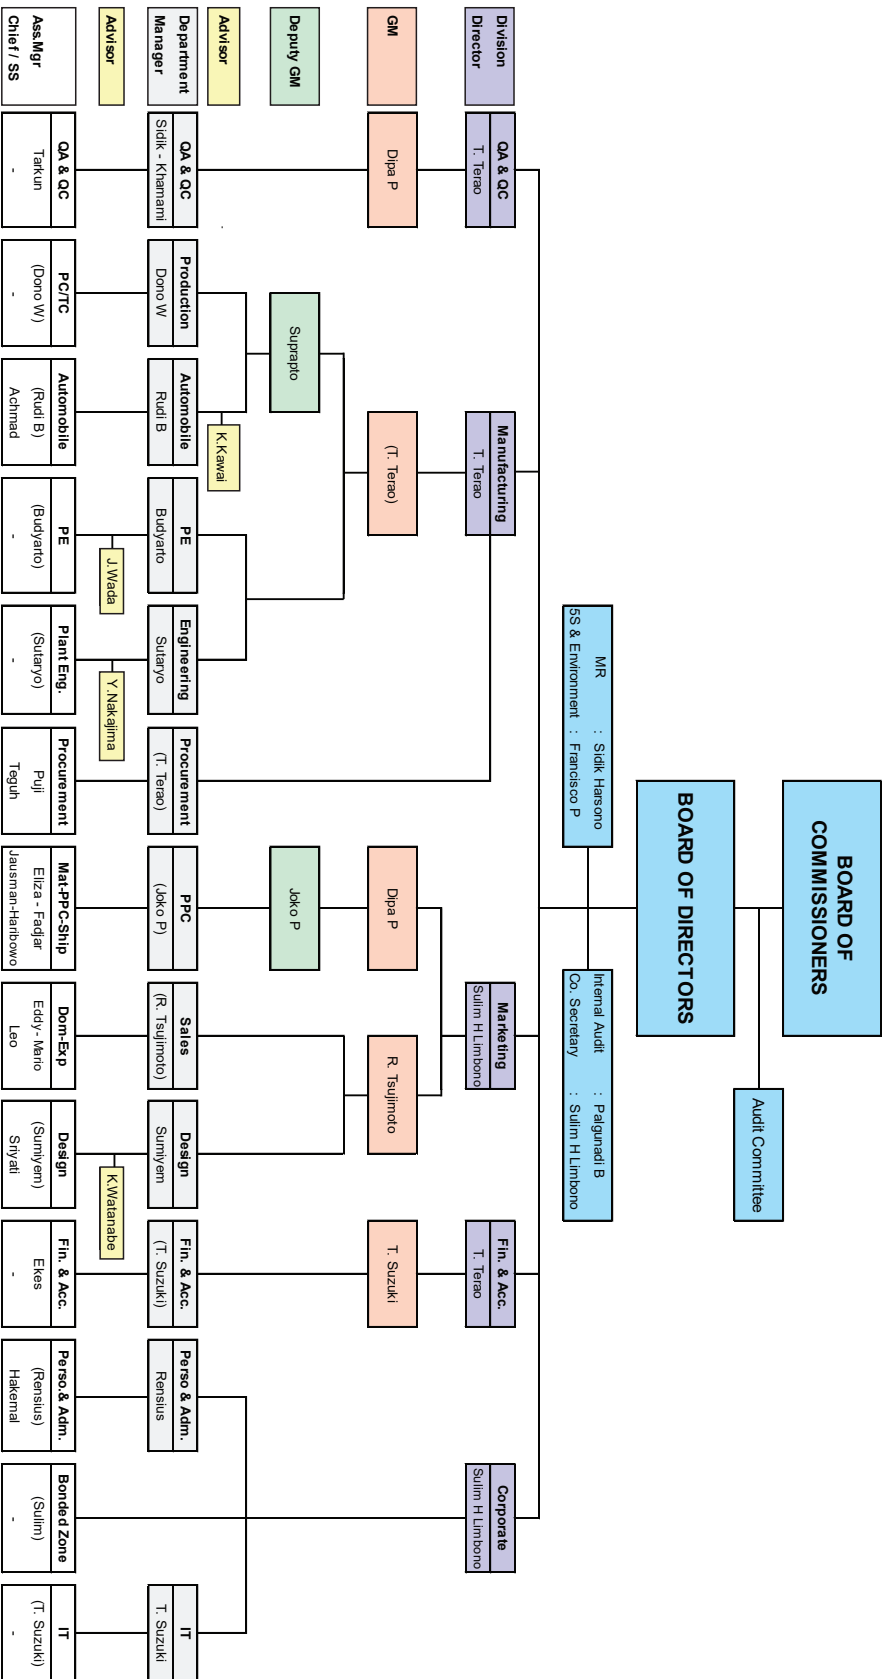 BOARD OF
COMMISSIONERS
Audit Committee
BOARD OF DIRECTORS
MR : Sidik Harsono
5S & Environment : Francisco P
Internal Audit : Palgunadi B
Co. Secretary : Sulim H Limbono
Division
Director
QA & QC
T. Terao
Manufacturing
T. Terao
Marketing
Sulim H Limbono
Fin. & Acc.
T. Terao
Corporate
Sulim H Limbono
GM
Dipa P
(T. Terao)
Dipa P
R. Tsujimoto
T. Suzuki
Deputy GM
Suprapto
Joko P
Advisor
K.Kawai
Department
Manager
QA & QC
Sidik - Khamami
Production
Dono W
Automobile
Rudi B
PE
Budyarto
Engineering
Sutaryo
Procurement
(T. Terao)
PPC
(Joko P)
Sales
(R. Tsujimoto)
Design
Sumiyem
Fin. & Acc.
(T. Suzuki)
Perso & Adm.
Rensius
IT
T. Suzuki
Advisor
J.Wada
Y.Nakajima
K.Watanabe
Ass.Mgr
Chief / SS
QA & QC
Tarkun
-
PC/TC
(Dono W)
-
Automobile
(Rudi B)
Achmad
PE
(Budyarto)
-
Plant Eng.
(Sutaryo)
-
Procurement
Puji
Teguh
Mat-PPC-Ship
Eliza - Fadjar
Jausman-Haribowo
Dom-Exp
Eddy- Mario
Leo
Design
(Sumiyem)
Sriyati
Fin. & Acc.
Ekes
-
Perso.& Adm.
(Rensius)
Hakemal
Bonded Zone
(Sulim)
-
IT
(T. Suzuki)
-